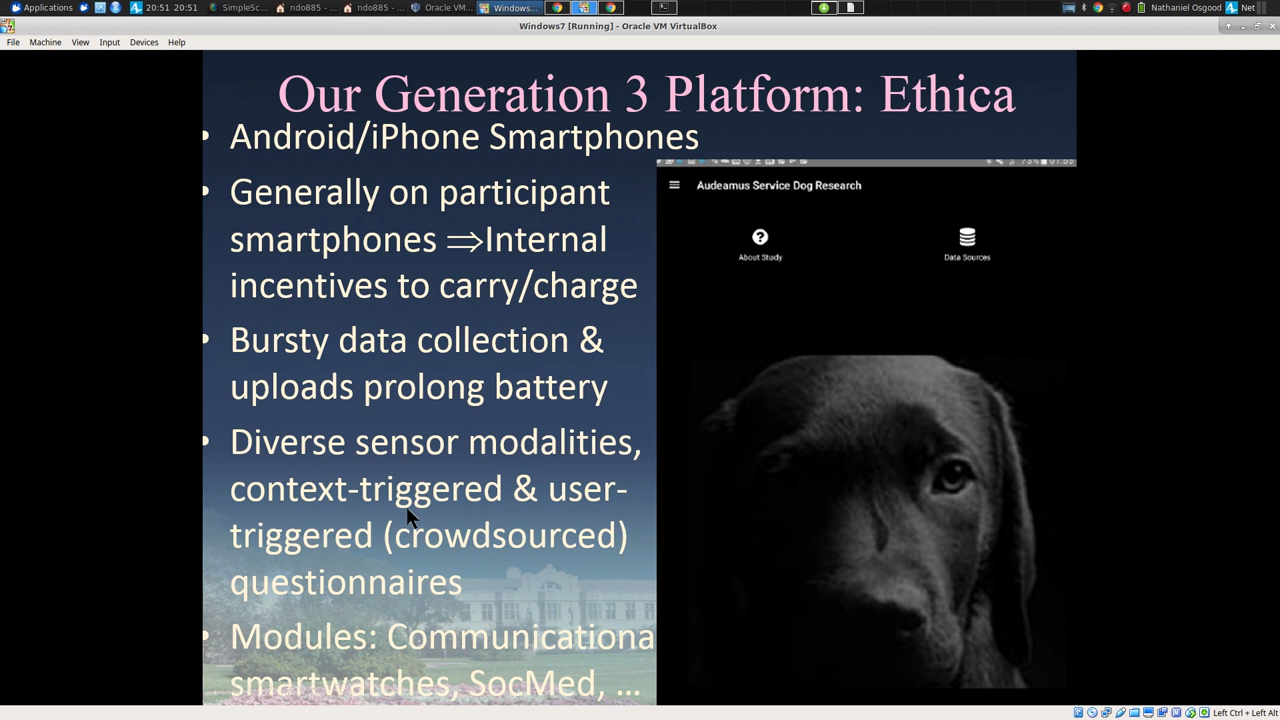 Applications
20:51 20:51
SimpleSc...
ndo885 - ...
ndo885 - ...
Oracle VM...
Windows...
Nathaniel Osgood
Net
Windows7 [Running] - Oracle VM VirtualBox
File Machine View Input Devices Help
Our Generation 3 Platform: Ethica
• Android/iPhone Smartphones
• Generally on participant
smartphones ⇒Internal
incentives to carry/charge
• Bursty data collection &
uploads prolong battery
• Diverse sensor modalities,
context-triggered & user-
triggered (crowdsourced)
questionnaires
• Modules: Communicationa
smartwatches, SocMed, …
Audeamus Service Dog Research
About Study
Data Sources
Left Ctrl + Left Alt